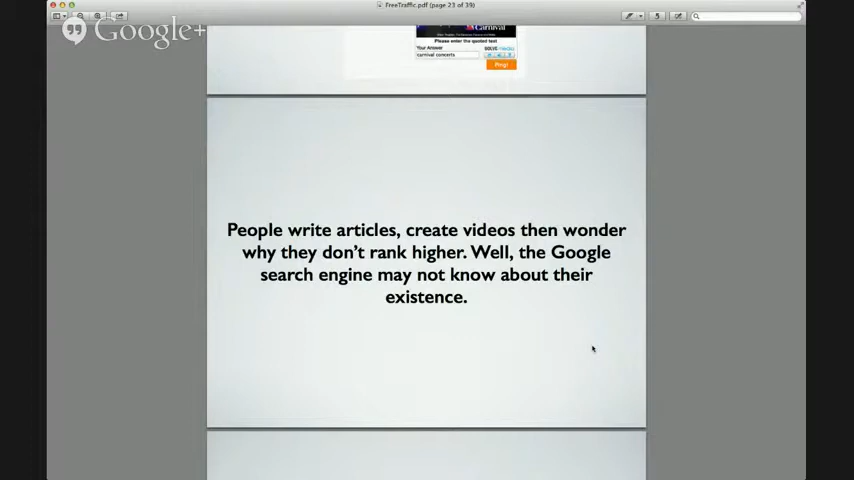 FreeTraffic.pdf (page 23 of 39)
Google+
Carnival
Please enter the quoted text
Your Answer
SOLVE
carnival concerts
Ping!
People write articles, create videos then wonder
why they don't rank higher. Well, the Google
search engine may not know about their
existence.